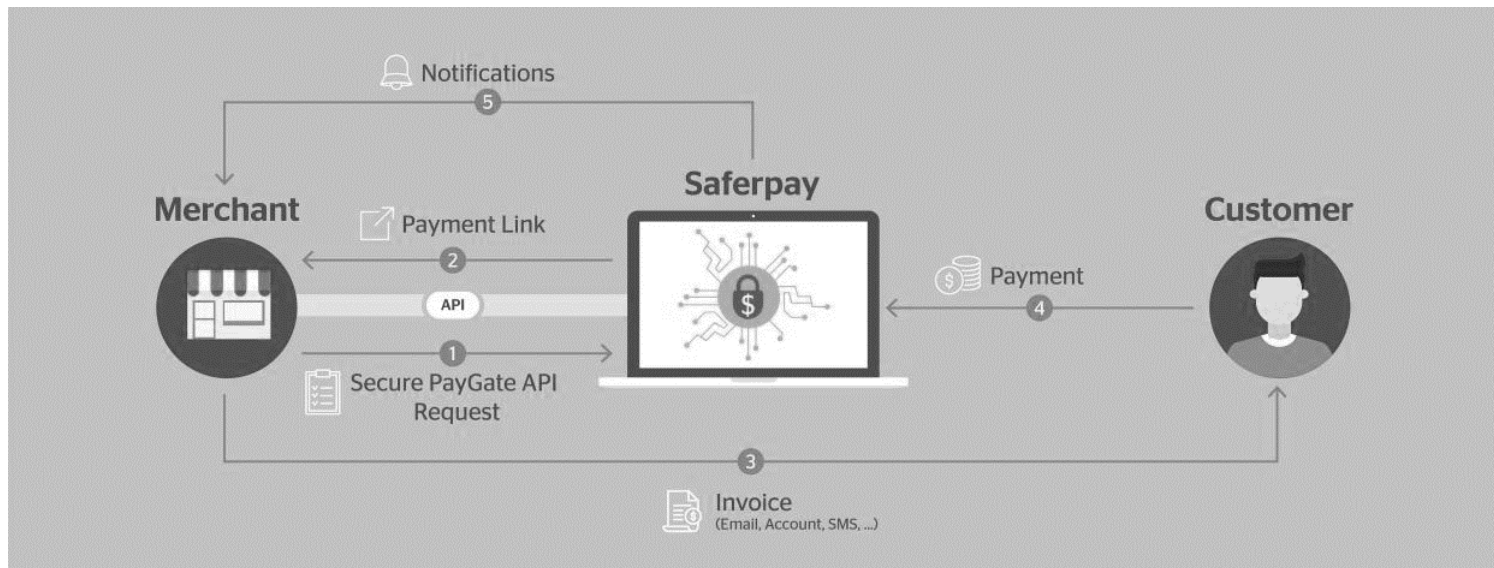 Notifications
5
Saferpay
Merchant
Customer
Payment Link
2
Payment
$
API
$
4
1
Secure PayGate API
Request
3
Invoice
$
(Email, Account, SMS, ...)